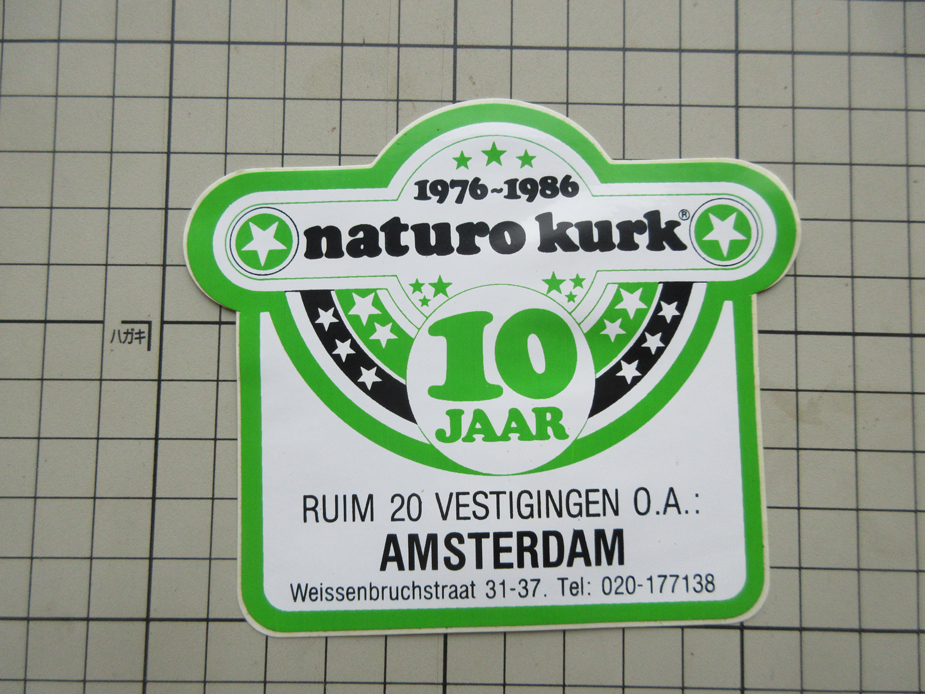 1976~1986
naturo kurk®
10
JAAR
RUIM 20 VESTIGINGEN O.A.:
AMSTERDAM
Weissenbruchstraat 31-37. Tel: 020-177138
ハガキ